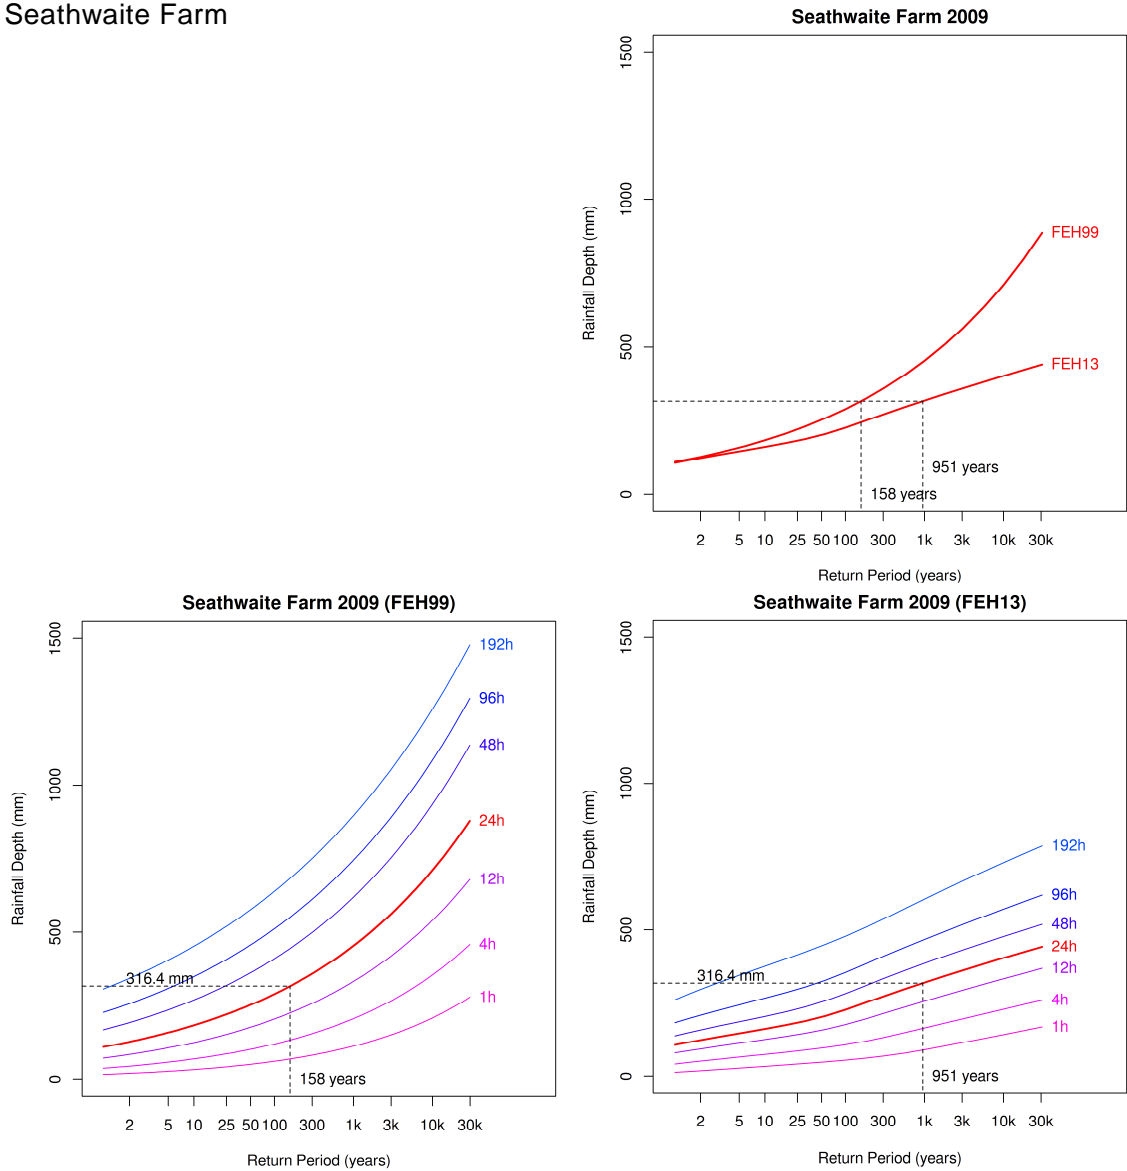 Seathwaite Farm
Seathwaite Farm 2009
Rainfall Depth (mm)
1500
1000
500
0
FEH99
FEH13
951 years
158 years
2 5 10 25 50 100 300 1k 3k 10k 30k
Return Period (years)
Seathwaite Farm 2009 (FEH99)
Rainfall Depth (mm)
1500
1000
500
0
192h
96h
48h
24h
12h
4h
1h
316.4 mm
158 years
2 5 10 25 50 100 300 1k 3k 10k 30k
Return Period (years)
Seathwaite Farm 2009 (FEH13)
Rainfall Depth (mm)
1500
1000
500
0
192h
96h
48h
24h
12h
4h
1h
316.4 mm
951 years
2 5 10 25 50 100 300 1k 3k 10k 30k
Return Period (years)